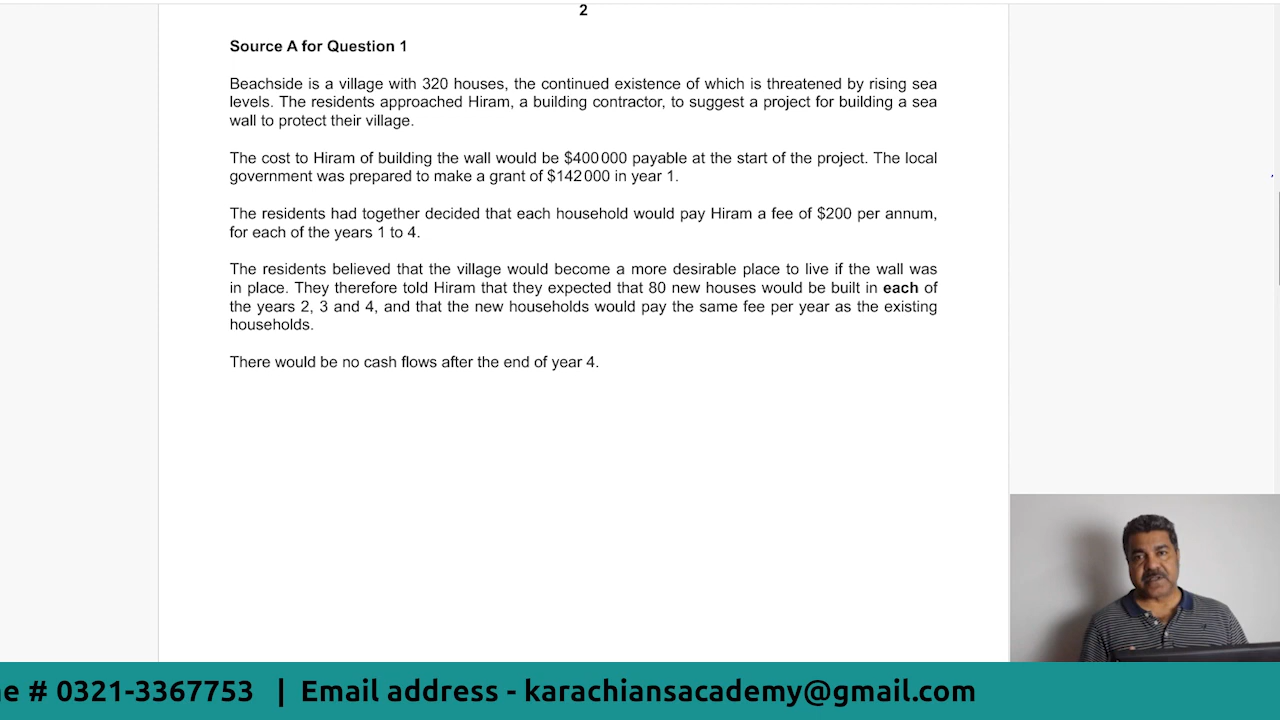 2
Source A for Question 1
Beachside is a village with 320 houses, the continued existence of which is threatened by rising sea
levels. The residents approached Hiram, a building contractor, to suggest a project for building a sea
wall to protect their village.
The cost to Hiram of building the wall would be $400 000 payable at the start of the project. The local
government was prepared to make a grant of $142 000 in year 1.
The residents had together decided that each household would pay Hiram a fee of $200 per annum,
for each of the years 1 to 4.
The residents believed that the village would become a more desirable place to live if the wall was
in place. They therefore told Hiram that they expected that 80 new houses would be built in each of
the years 2, 3 and 4, and that the new households would pay the same fee per year as the existing
households.
There would be no cash flows after the end of year 4.
e # 0321-3367753 | Email address - karachiansacademy@gmail.com